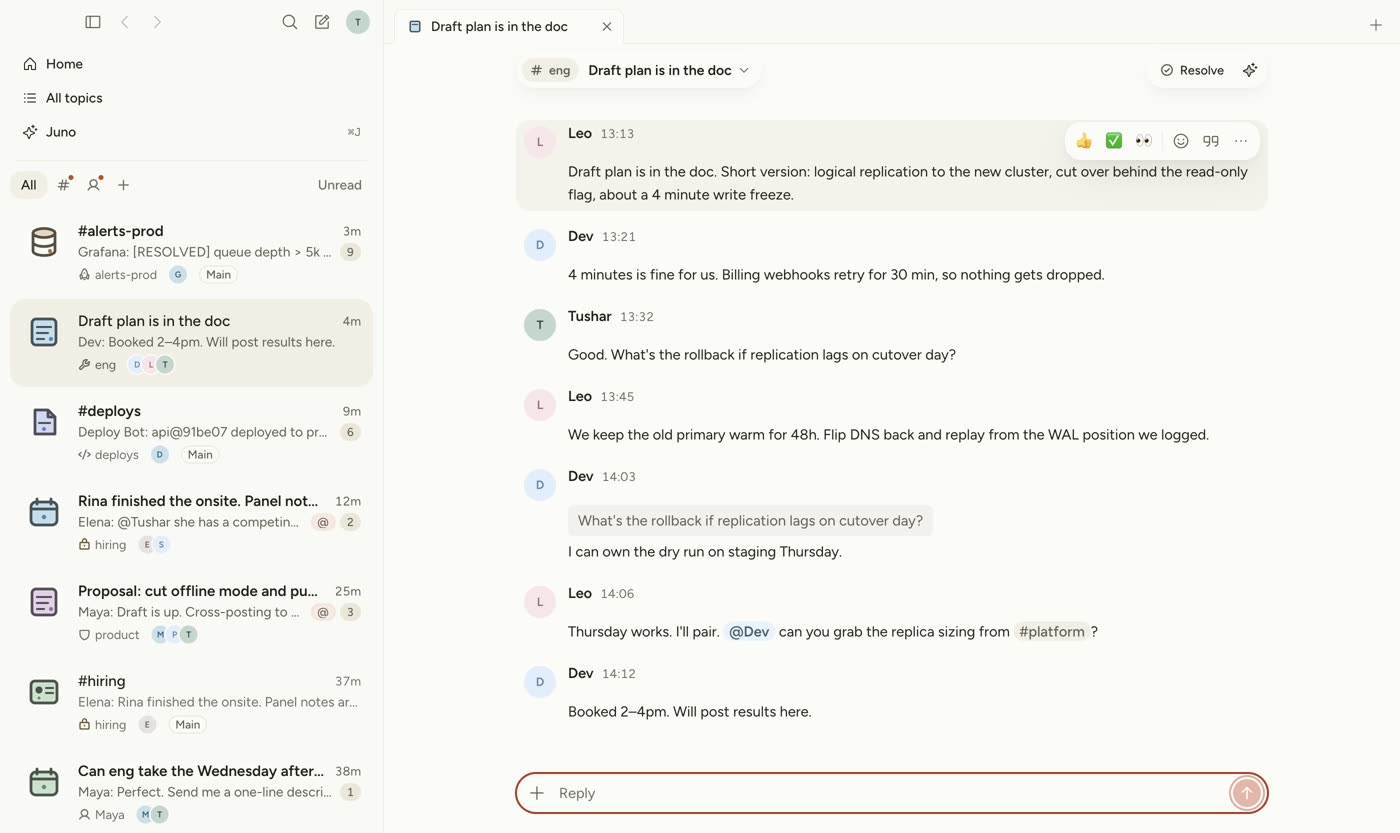 T
Home
All topics
Juno ⌘J
All # + Unread
#alerts-prod 3m
Grafana: [RESOLVED] queue depth > 5k ... 9
alerts-prod G Main
Draft plan is in the doc 4m
Dev: Booked 2–4pm. Will post results here.
eng D L T
#deploys 9m
Deploy Bot: api@91be07 deployed to pr... 6
deploys D Main
Rina finished the onsite. Panel not... 12m
Elena: @Tushar she has a competin... @ 2
hiring E S
Proposal: cut offline mode and pu... 25m
Maya: Draft is up. Cross-posting to ... @ 3
product M P T
#hiring 37m
Elena: Rina finished the onsite. Panel notes ar...
hiring E Main
Can eng take the Wednesday after... 38m
Maya: Perfect. Send me a one-line descri... 1
Maya M T
Draft plan is in the doc
# eng Draft plan is in the doc
Resolve
L Leo 13:13
Draft plan is in the doc. Short version: logical replication to the new cluster, cut over behind the read-only
flag, about a 4 minute write freeze.
D Dev 13:21
4 minutes is fine for us. Billing webhooks retry for 30 min, so nothing gets dropped.
T Tushar 13:32
Good. What's the rollback if replication lags on cutover day?
L Leo 13:45
We keep the old primary warm for 48h. Flip DNS back and replay from the WAL position we logged.
D Dev 14:03
What's the rollback if replication lags on cutover day?
I can own the dry run on staging Thursday.
L Leo 14:06
Thursday works. I'll pair. @Dev can you grab the replica sizing from #platform ?
D Dev 14:12
Booked 2–4pm. Will post results here.
Reply